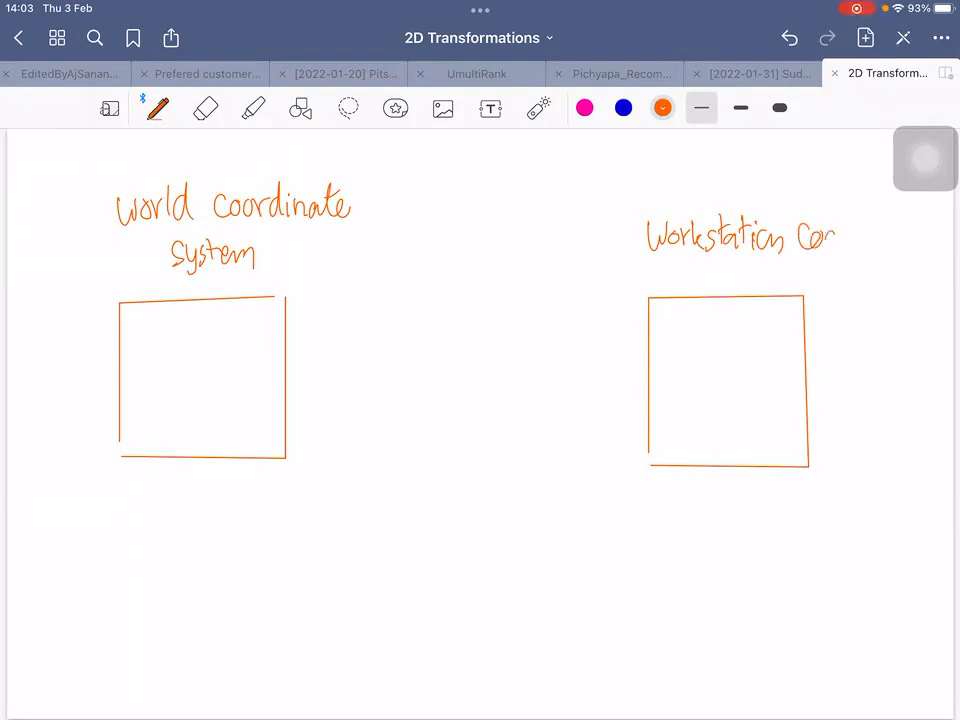 14:03 Thu 3 Feb
93%
2D Transformations
EditedByAjSanan...
Prefered customer...
[2022-01-20] Pits...
UmultiRank
Pichyapa_Recom...
[2022-01-31] Sud...
2D Transform...
T
World Coordinate
system
Workstation Coo